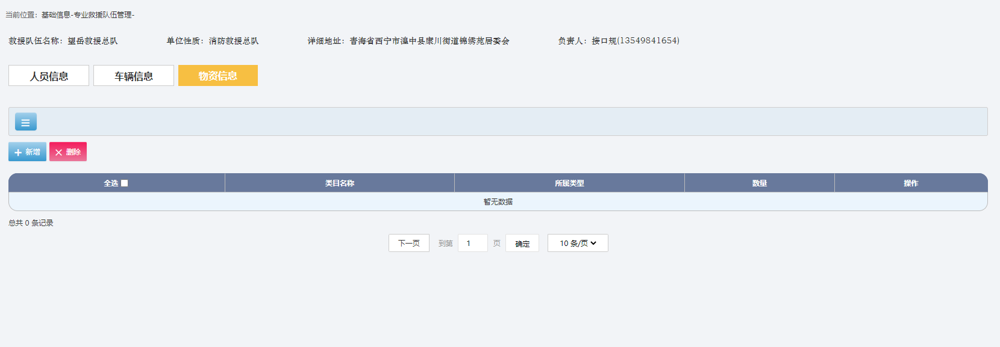 当前位置：基础信息-专业救援队伍管理-
救援队伍名称：望岳救援总队 单位性质：消防救援总队 详细地址：青海省西宁市湟中县康川街道锦绣苑居委会 负责人：接口规(13549841654)
人员信息 车辆信息 物资信息
新增 删除
全选 类目名称 所属类型 数量 操作
暂无数据
总共 0 条记录
下一页 到第 1 页 确定 10 条/页